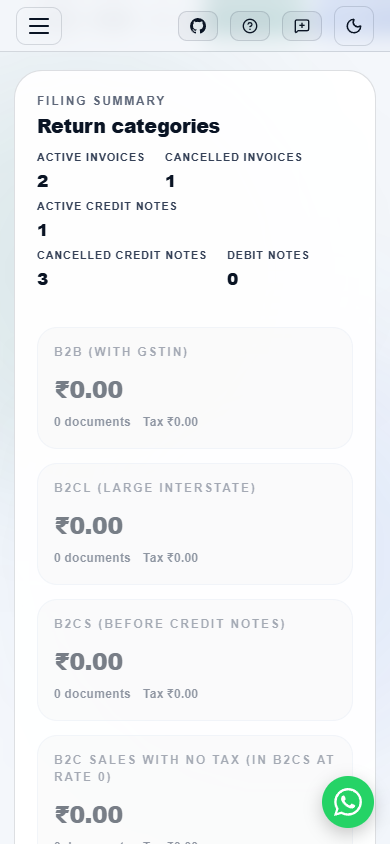 FILING SUMMARY
Return categories
ACTIVE INVOICES CANCELLED INVOICES
2 1
ACTIVE CREDIT NOTES
1
CANCELLED CREDIT NOTES DEBIT NOTES
3 0
B2B (WITH GSTIN)
₹0.00
0 documents Tax ₹0.00
B2CL (LARGE INTERSTATE)
₹0.00
0 documents Tax ₹0.00
B2CS (BEFORE CREDIT NOTES)
₹0.00
0 documents Tax ₹0.00
B2C SALES WITH NO TAX (IN B2CS AT
RATE 0)
₹0.00